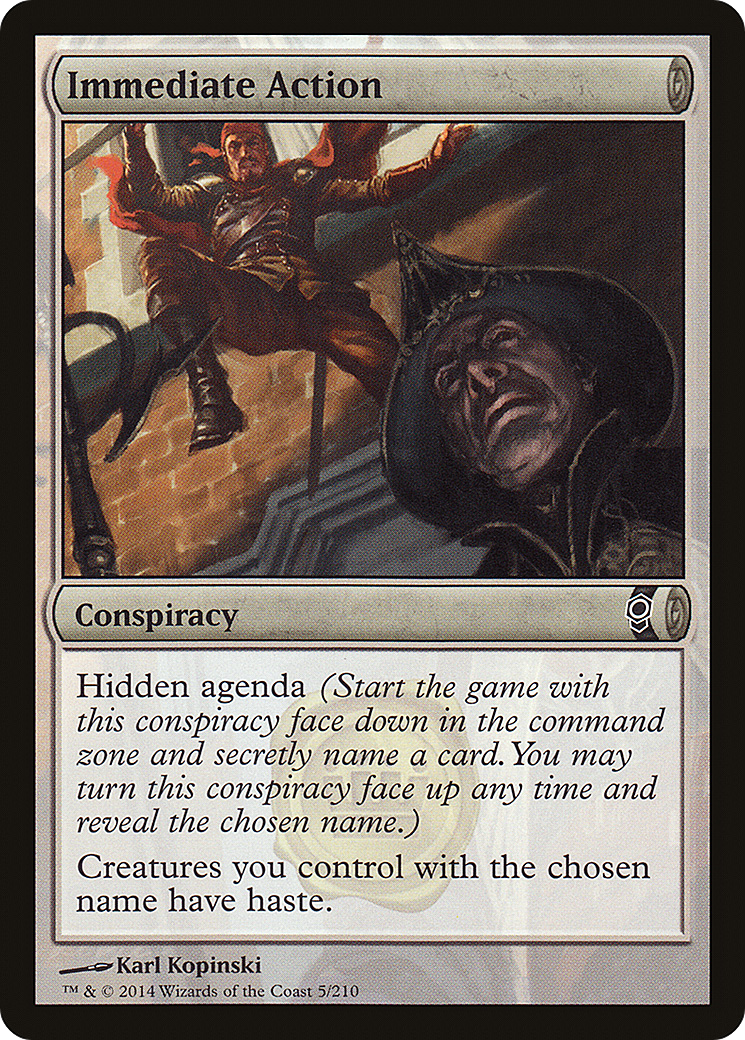 Immediate Action
Conspiracy
Hidden agenda (Start the game with
this conspiracy face down in the command
zone and secretly name a card. You may
turn this conspiracy face up any time and
reveal the chosen name.)
Creatures you control with the chosen
name have haste.
Karl Kopinski
™ & © 2014 Wizards of the Coast 5/210